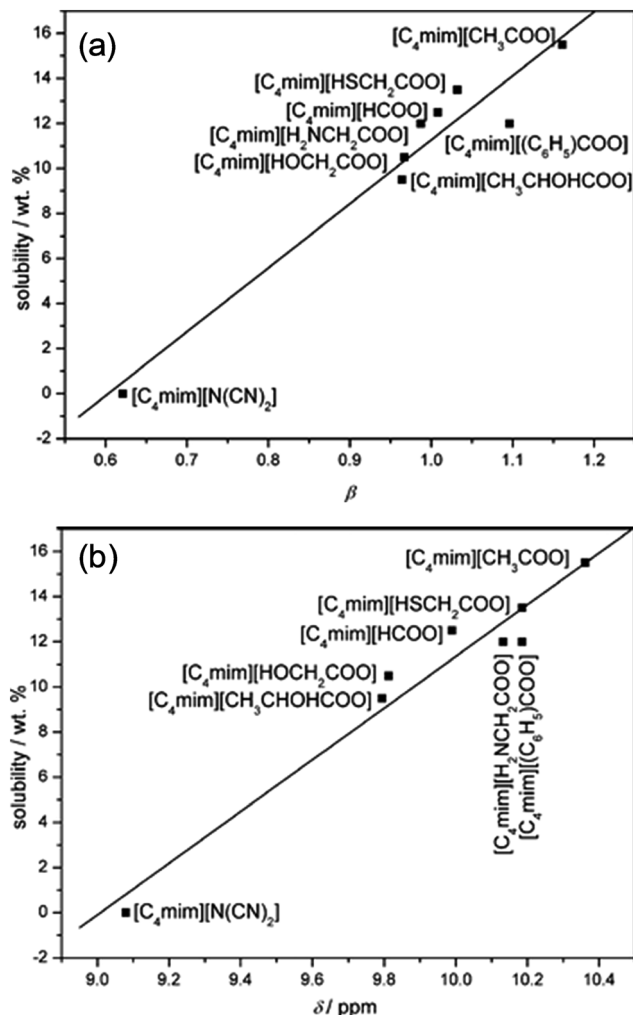 (a)
[C4mim][CH3COO]
[C4mim][HSCH2COO]
[C4mim][HCOO]
[C4mim][H2NCH2COO]
[C4mim][(C6H5)COO]
[C4mim][HOCH2COO]
[C4mim][CH3CHOHCOO]
[C4mim][N(CN)2]
solubility / wt. %
16
14
12
10
8
6
4
2
0
-2
0.6 0.7 0.8 0.9 1.0 1.1 1.2
β
(b)
[C4mim][CH3COO]
[C4mim][HSCH2COO]
[C4mim][HCOO]
[C4mim][HOCH2COO]
[C4mim][CH3CHOHCOO]
[C4mim][H2NCH2COO]
[C4mim][(C6H5)COO]
[C4mim][N(CN)2]
solubility / wt. %
16
14
12
10
8
6
4
2
0
-2
9.0 9.2 9.4 9.6 9.8 10.0 10.2 10.4
δ / ppm